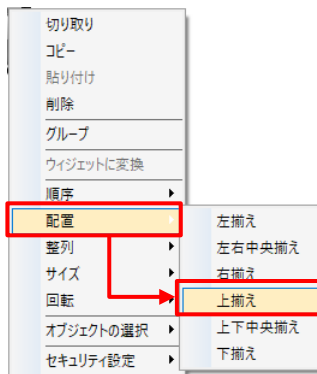 切り取り
コピー
貼り付け
削除
グループ
ウィジェットに変換
順序
配置
整列
サイズ
回転
オブジェクトの選択
セキュリティ設定
左揃え
左右中央揃え
右揃え
上揃え
上下中央揃え
下揃え